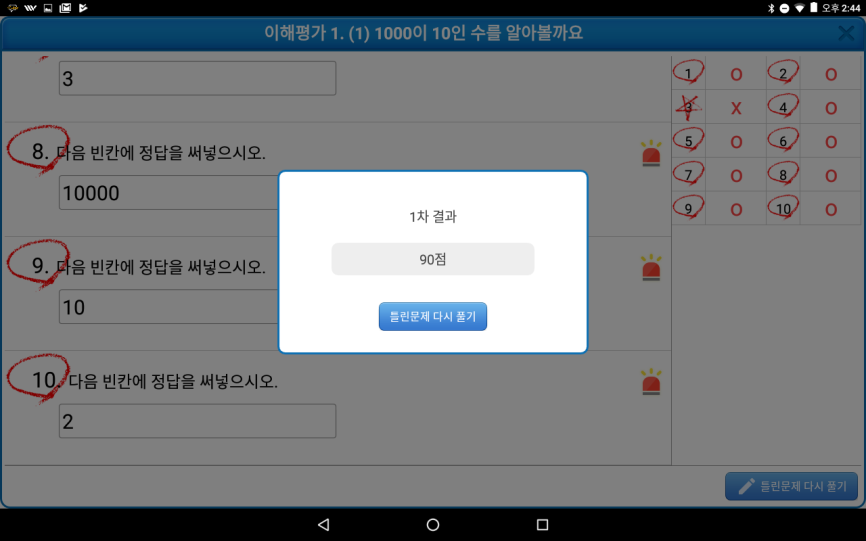 오후 2:44
이해평가 1. (1) 1000이 10인 수를 알아볼까요
3
8. 다음 빈칸에 정답을 써넣으시오.
10000
9. 다음 빈칸에 정답을 써넣으시오.
10
10. 다음 빈칸에 정답을 써넣으시오.
2
1차 결과
90점
틀린문제 다시 풀기
1 O 2 O
3 X 4 O
5 O 6 O
7 O 8 O
9 O 10 O
틀린문제 다시 풀기